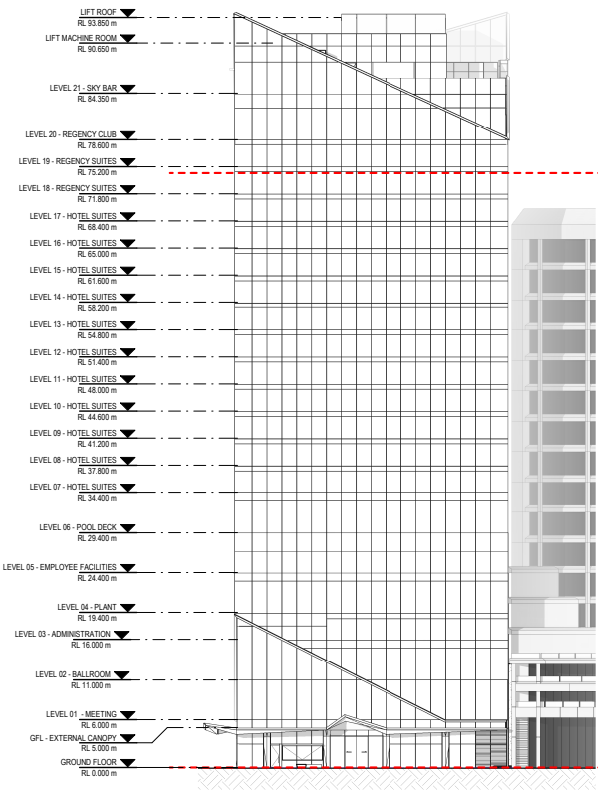 LIFT ROOF
RL 93.850 m
LIFT MACHINE ROOM
RL 90.650 m
LEVEL 21 - SKY BAR
RL 84.350 m
LEVEL 20 - REGENCY CLUB
RL 78.600 m
LEVEL 19 - REGENCY SUITES
RL 75.200 m
LEVEL 18 - REGENCY SUITES
RL 71.800 m
LEVEL 17 - HOTEL SUITES
RL 68.400 m
LEVEL 16 - HOTEL SUITES
RL 65.000 m
LEVEL 15 - HOTEL SUITES
RL 61.600 m
LEVEL 14 - HOTEL SUITES
RL 58.200 m
LEVEL 13 - HOTEL SUITES
RL 54.800 m
LEVEL 12 - HOTEL SUITES
RL 51.400 m
LEVEL 11 - HOTEL SUITES
RL 48.000 m
LEVEL 10 - HOTEL SUITES
RL 44.600 m
LEVEL 09 - HOTEL SUITES
RL 41.200 m
LEVEL 08 - HOTEL SUITES
RL 37.800 m
LEVEL 07 - HOTEL SUITES
RL 34.400 m
LEVEL 06 - POOL DECK
RL 29.400 m
LEVEL 05 - EMPLOYEE FACILITIES
RL 24.400 m
LEVEL 04 - PLANT
RL 19.400 m
LEVEL 03 - ADMINISTRATION
RL 16.000 m
LEVEL 02 - BALLROOM
RL 11.000 m
LEVEL 01 - MEETING
RL 6.000 m
GFL - EXTERNAL CANOPY
RL 5.000 m
GROUND FLOOR
RL 0.000 m